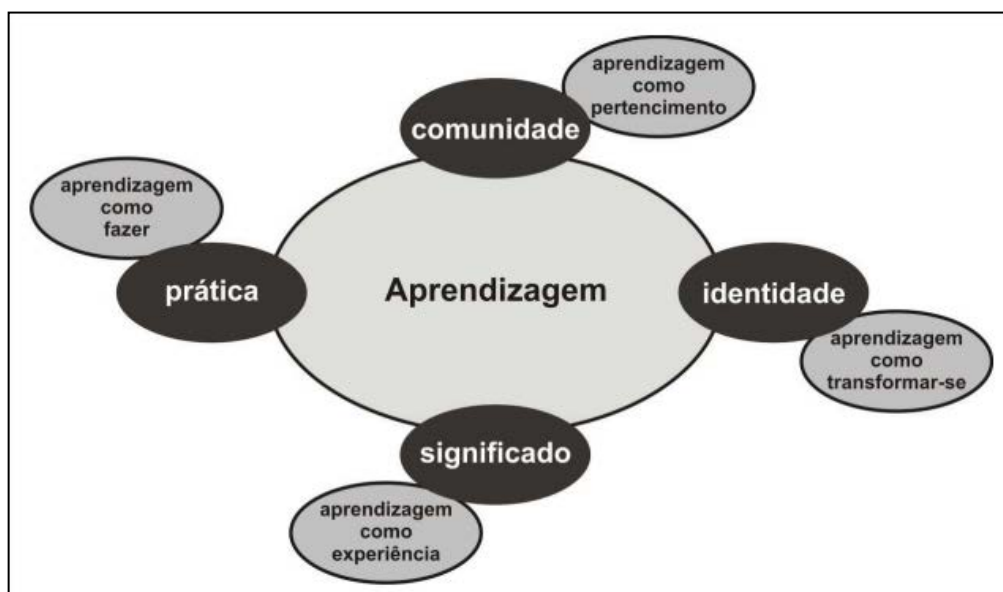 aprendizagem
como
pertencimento
comunidade
aprendizagem
como
fazer
prática
Aprendizagem
identidade
aprendizagem
como
transformar-se
significado
aprendizagem
como
experiência